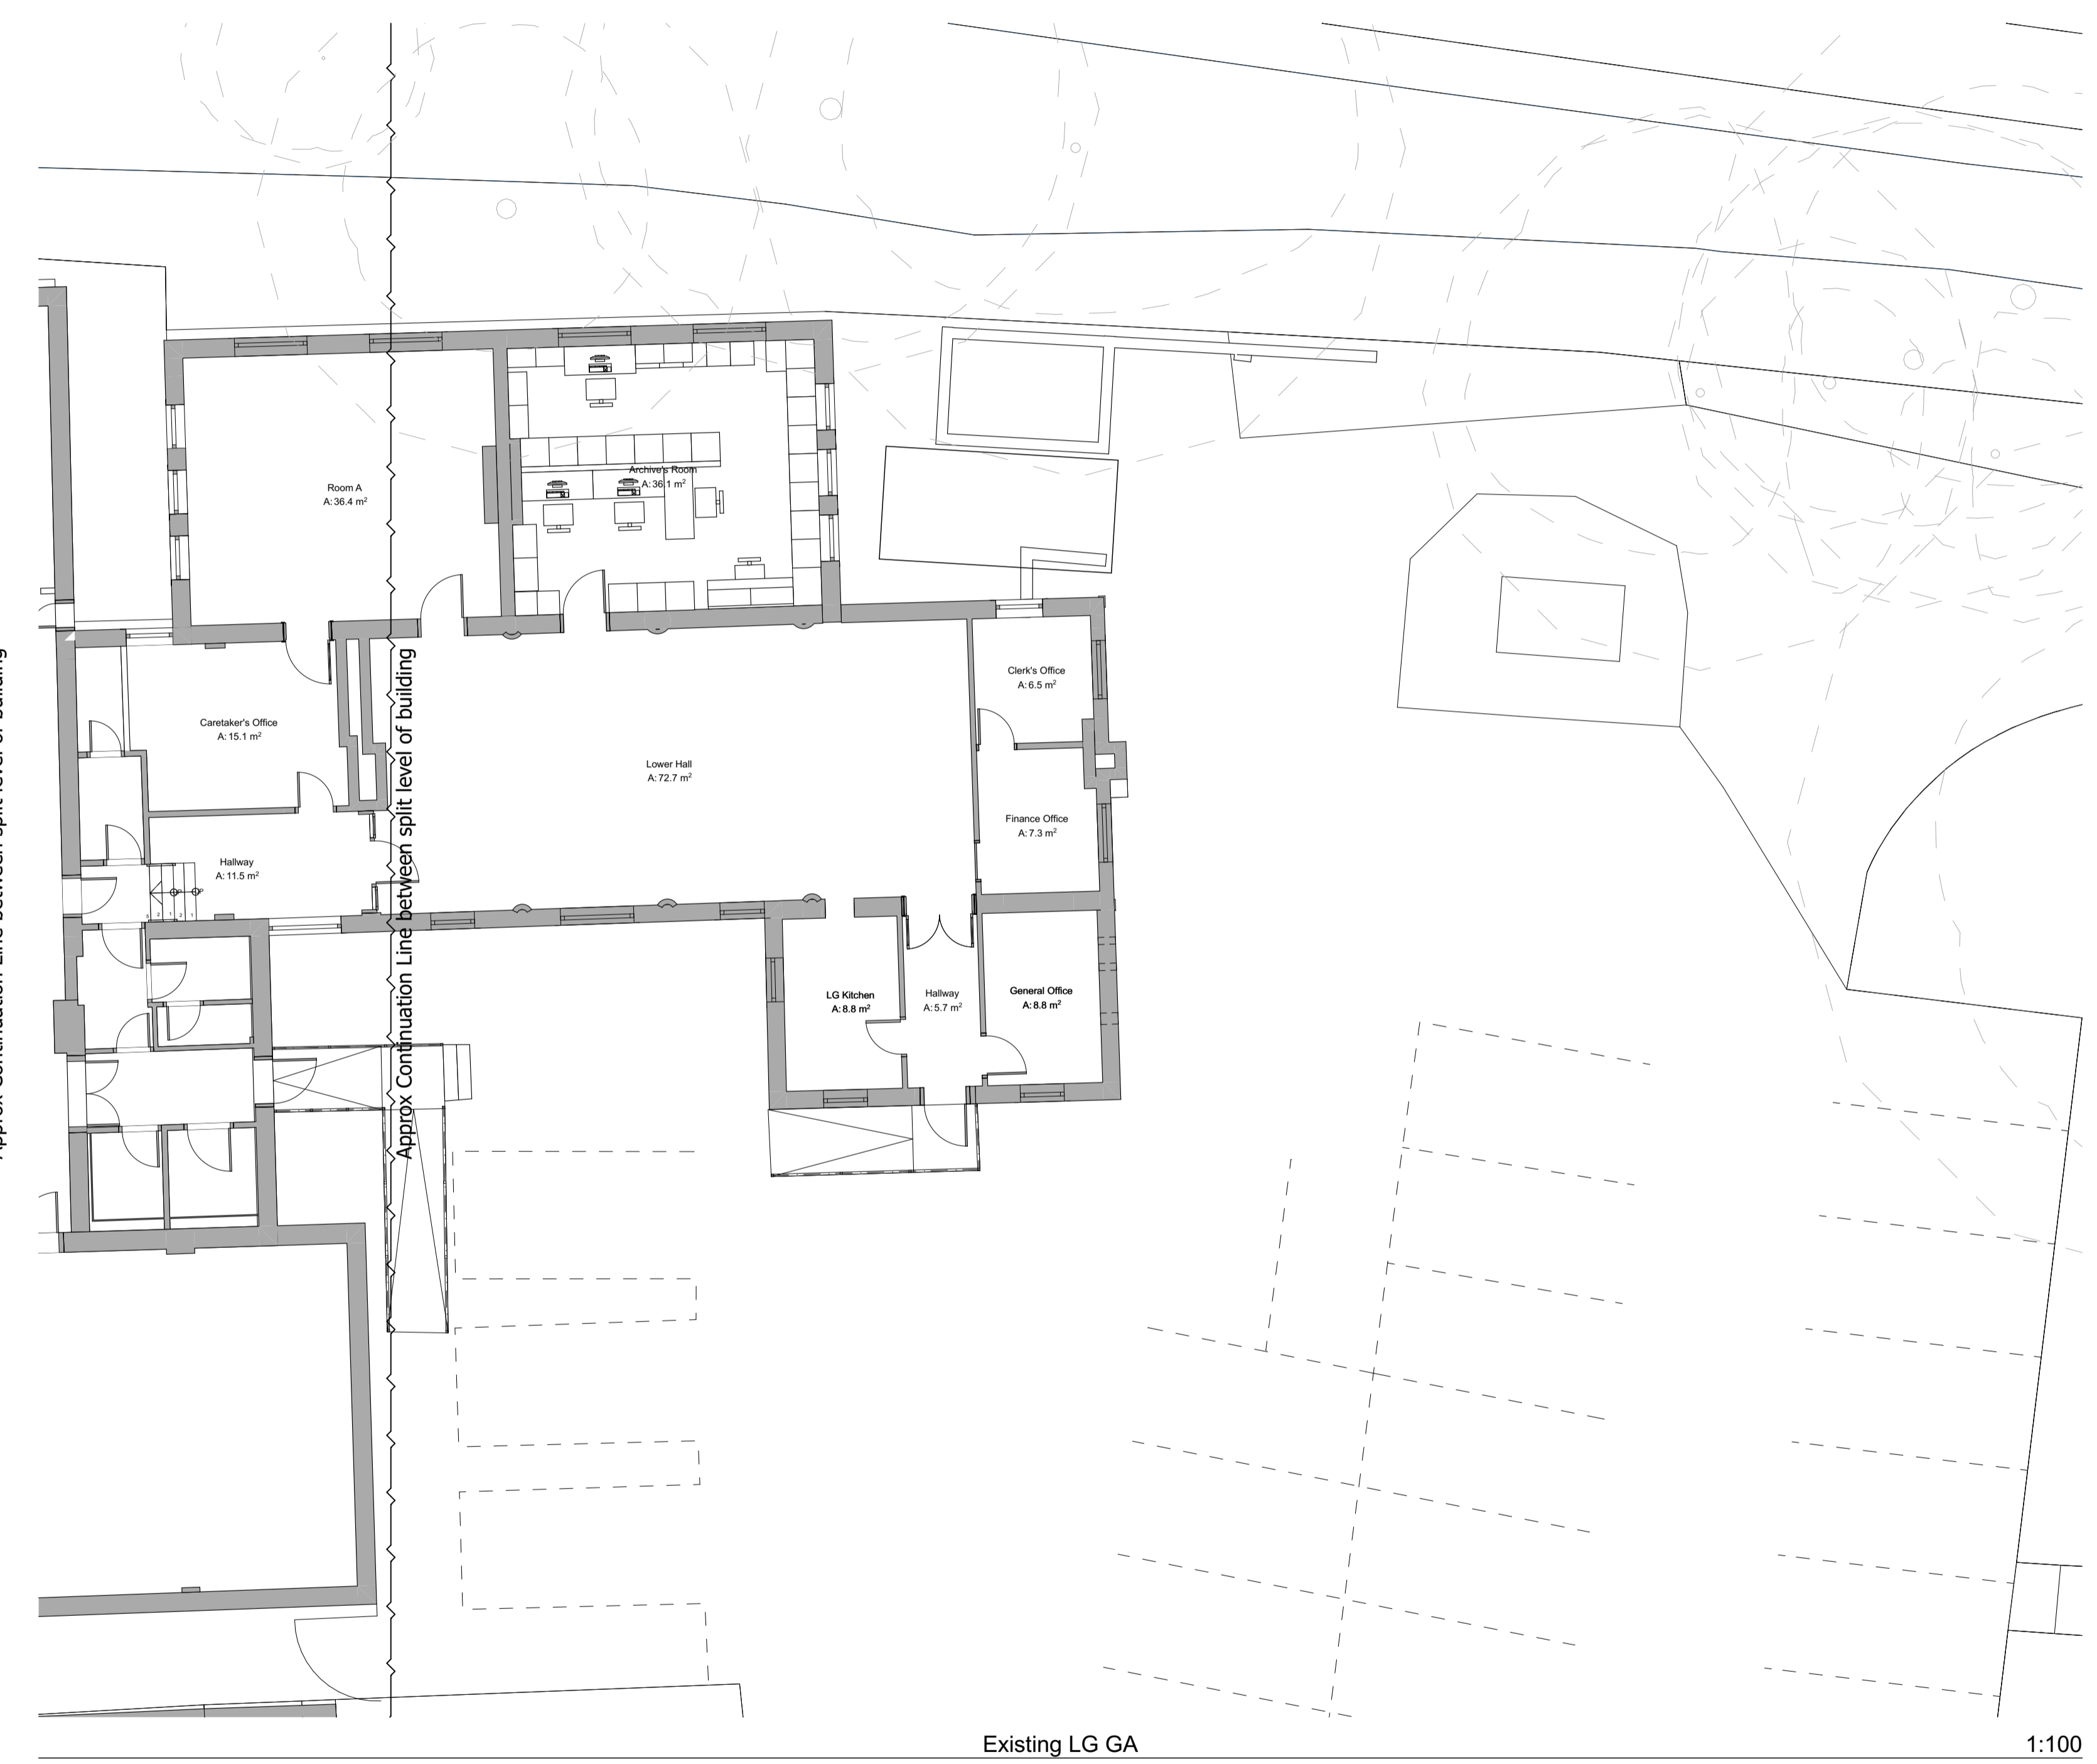 Room A
A: 36.4 m²
Archive's Room
A: 36.1 m²
Clerk's Office
A: 6.5 m²
Caretaker's Office
A: 15.1 m²
Lower Hall
A: 72.7 m²
Finance Office
A: 7.3 m²
Hallway
A: 11.5 m²
LG Kitchen
A: 8.8 m²
Hallway
A: 5.7 m²
General Office
A: 8.8 m²
Approx Continuation Line between split level of building
Existing LG GA
1:100